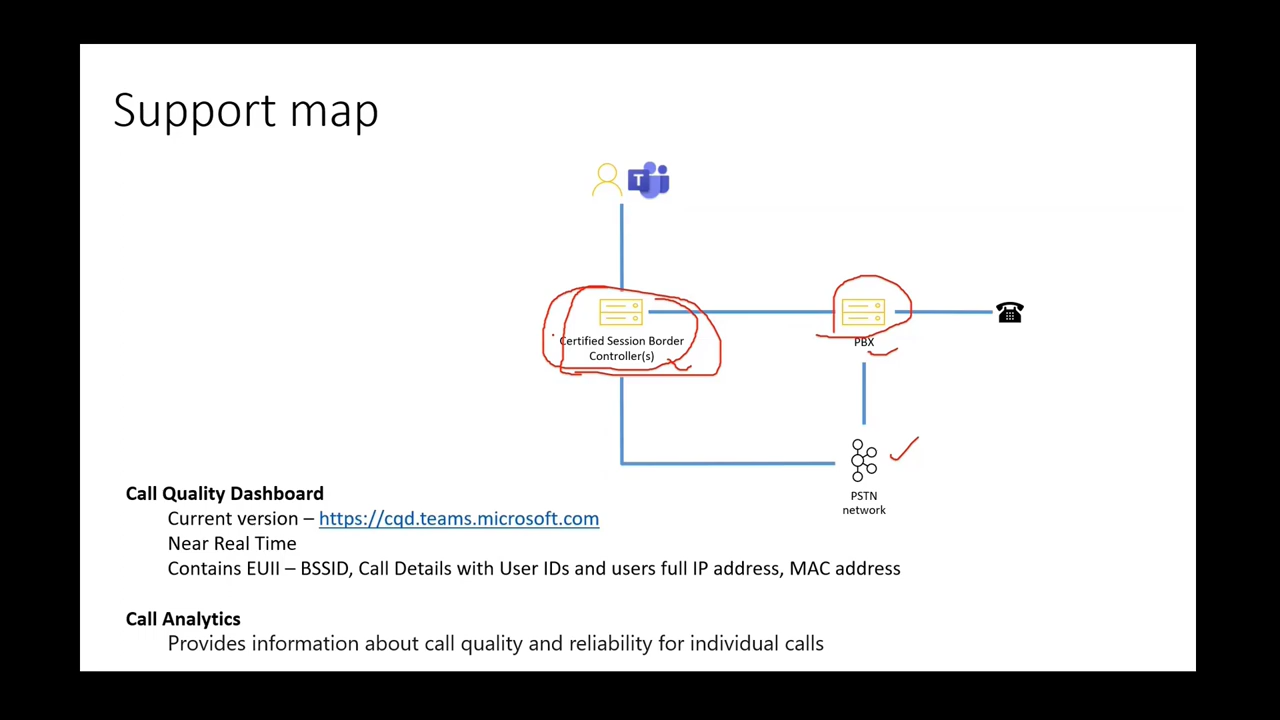 Support map
T
Certified Session Border
Controller(s)
PBX
PSTN
network
Call Quality Dashboard
Current version – https://cqd.teams.microsoft.com
Near Real Time
Contains EUII – BSSID, Call Details with User IDs and users full IP address, MAC address
Call Analytics
Provides information about call quality and reliability for individual calls